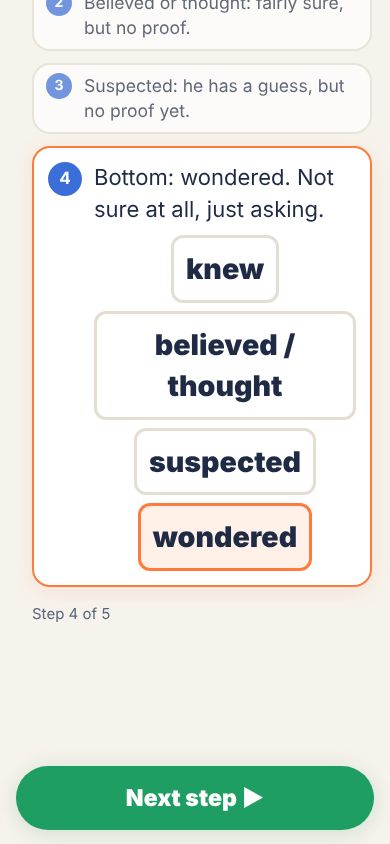 2 Believed or thought: fairly sure,
but no proof.
3 Suspected: he has a guess, but
no proof yet.
4 Bottom: wondered. Not
sure at all, just asking.
knew
believed /
thought
suspected
wondered
Step 4 of 5
Next step ▶